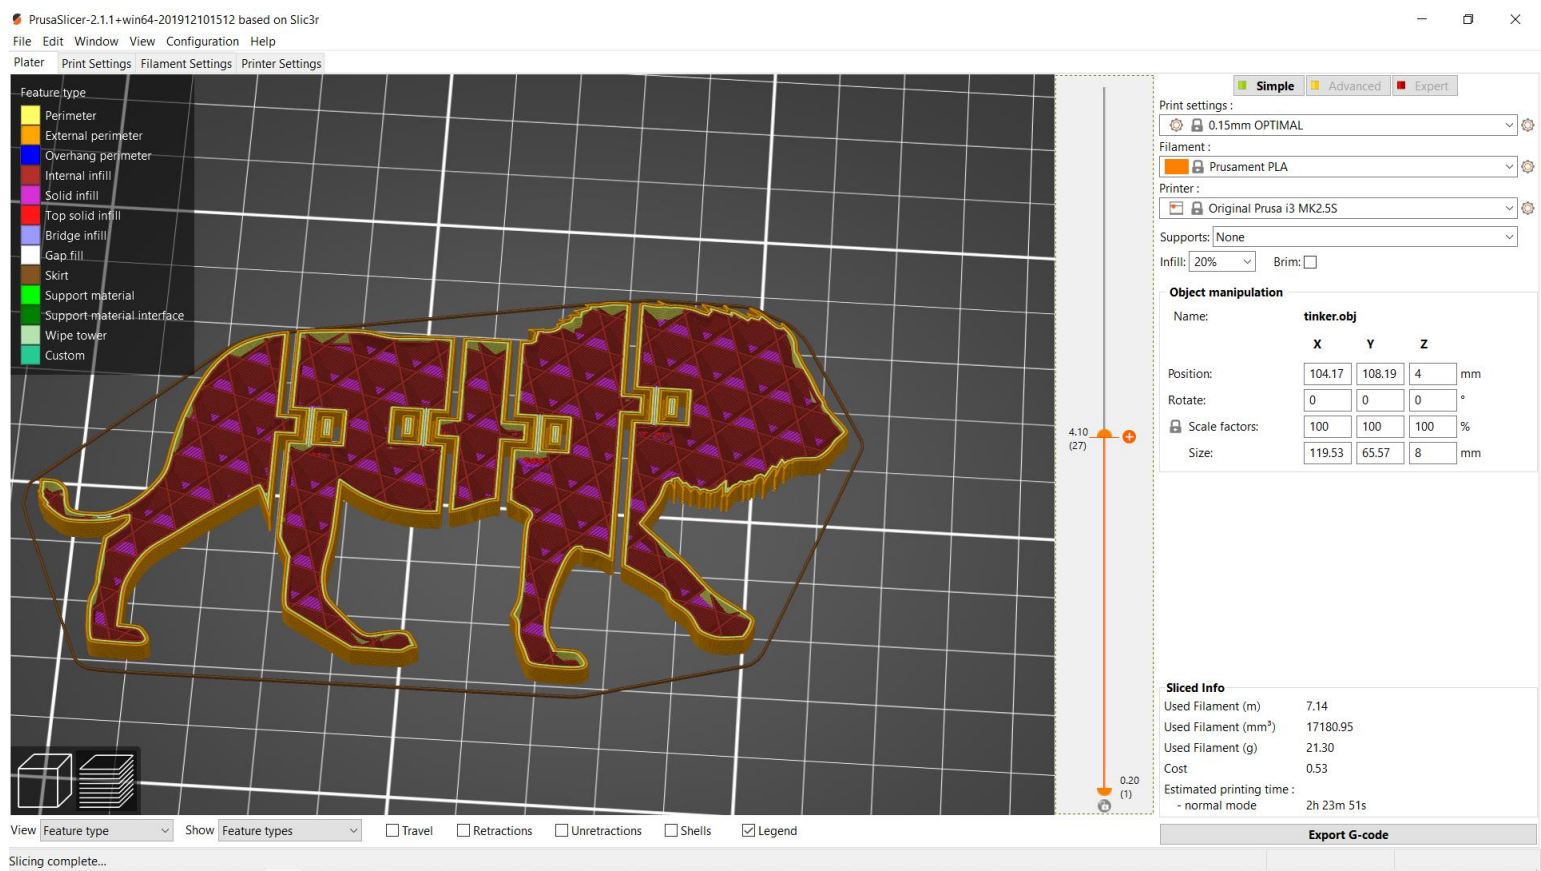 PrusaSlicer-2.1.1+win64-201912101512 based on Slic3r
File Edit Window View Configuration Help
Plater Print Settings Filament Settings Printer Settings
Feature type
Perimeter
External perimeter
Overhang perimeter
Internal infill
Solid infill
Top solid infill
Bridge infill
Gap fill
Skirt
Support material
Support material interface
Wipe tower
Custom
4.10
(27)
0.20
(1)
Simple Advanced Expert
Print settings :
0.15mm OPTIMAL
Filament :
Prusament PLA
Printer :
Original Prusa i3 MK2.5S
Supports: None
Infill: 20% Brim:
Object manipulation
Name: tinker.obj
X Y Z
Position: 104.17 108.19 4 mm
Rotate: 0 0 0 °
Scale factors: 100 100 100 %
Size: 119.53 65.57 8 mm
Sliced Info
Used Filament (m) 7.14
Used Filament (mm³) 17180.95
Used Filament (g) 21.30
Cost 0.53
Estimated printing time :
- normal mode 2h 23m 51s
View Feature type Show Feature types Travel Retractions Unretractions Shells Legend
Export G-code
Slicing complete...